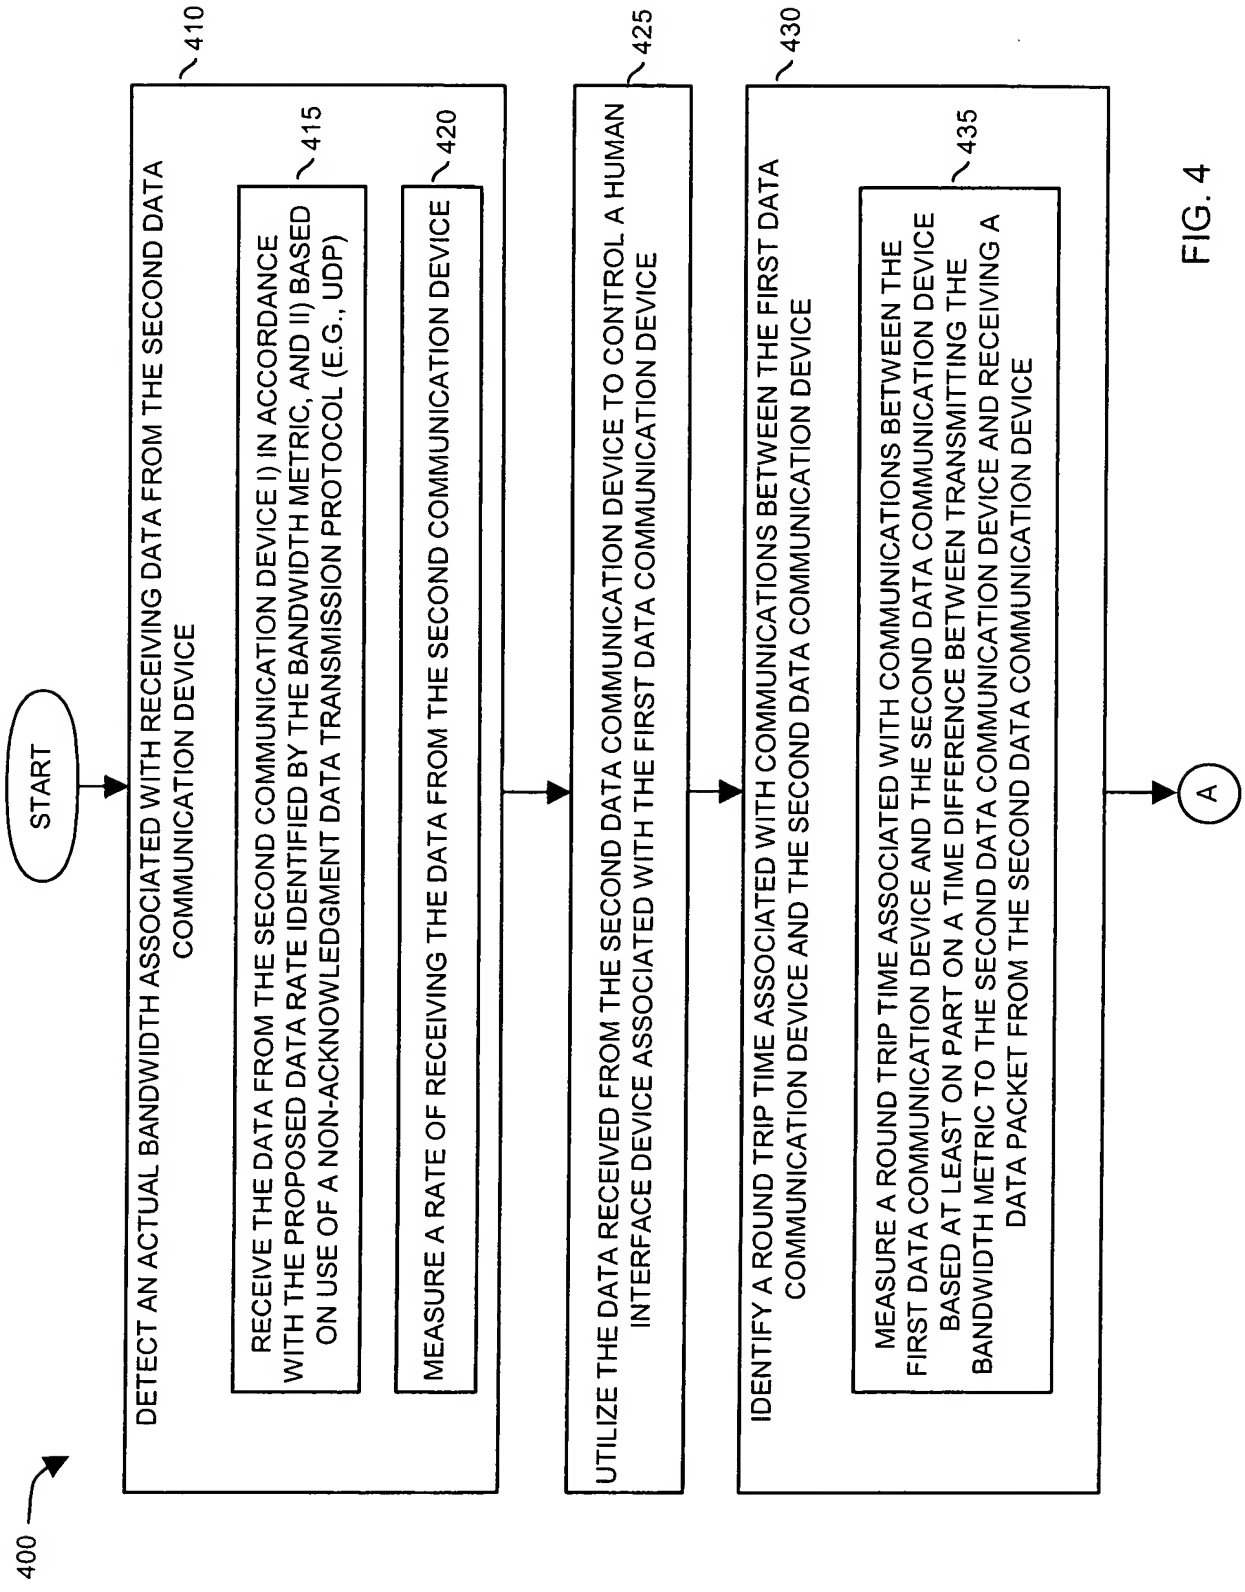 400
START
410
DETECT AN ACTUAL BANDWIDTH ASSOCIATED WITH RECEIVING DATA FROM THE SECOND DATA
COMMUNICATION DEVICE
415
RECEIVE THE DATA FROM THE SECOND COMMUNICATION DEVICE I) IN ACCORDANCE
WITH THE PROPOSED DATA RATE IDENTIFIED BY THE BANDWIDTH METRIC, AND II) BASED
ON USE OF A NON-ACKNOWLEDGMENT DATA TRANSMISSION PROTOCOL (E.G., UDP)
420
MEASURE A RATE OF RECEIVING THE DATA FROM THE SECOND COMMUNICATION DEVICE
425
UTILIZE THE DATA RECEIVED FROM THE SECOND DATA COMMUNICATION DEVICE TO CONTROL A HUMAN
INTERFACE DEVICE ASSOCIATED WITH THE FIRST DATA COMMUNICATION DEVICE
430
IDENTIFY A ROUND TRIP TIME ASSOCIATED WITH COMMUNICATIONS BETWEEN THE FIRST DATA
COMMUNICATION DEVICE AND THE SECOND DATA COMMUNICATION DEVICE
435
MEASURE A ROUND TRIP TIME ASSOCIATED WITH COMMUNICATIONS BETWEEN THE
FIRST DATA COMMUNICATION DEVICE AND THE SECOND DATA COMMUNICATION DEVICE
BASED AT LEAST ON PART ON A TIME DIFFERENCE BETWEEN TRANSMITTING THE
BANDWIDTH METRIC TO THE SECOND DATA COMMUNICATION DEVICE AND RECEIVING A
DATA PACKET FROM THE SECOND DATA COMMUNICATION DEVICE
A
FIG. 4